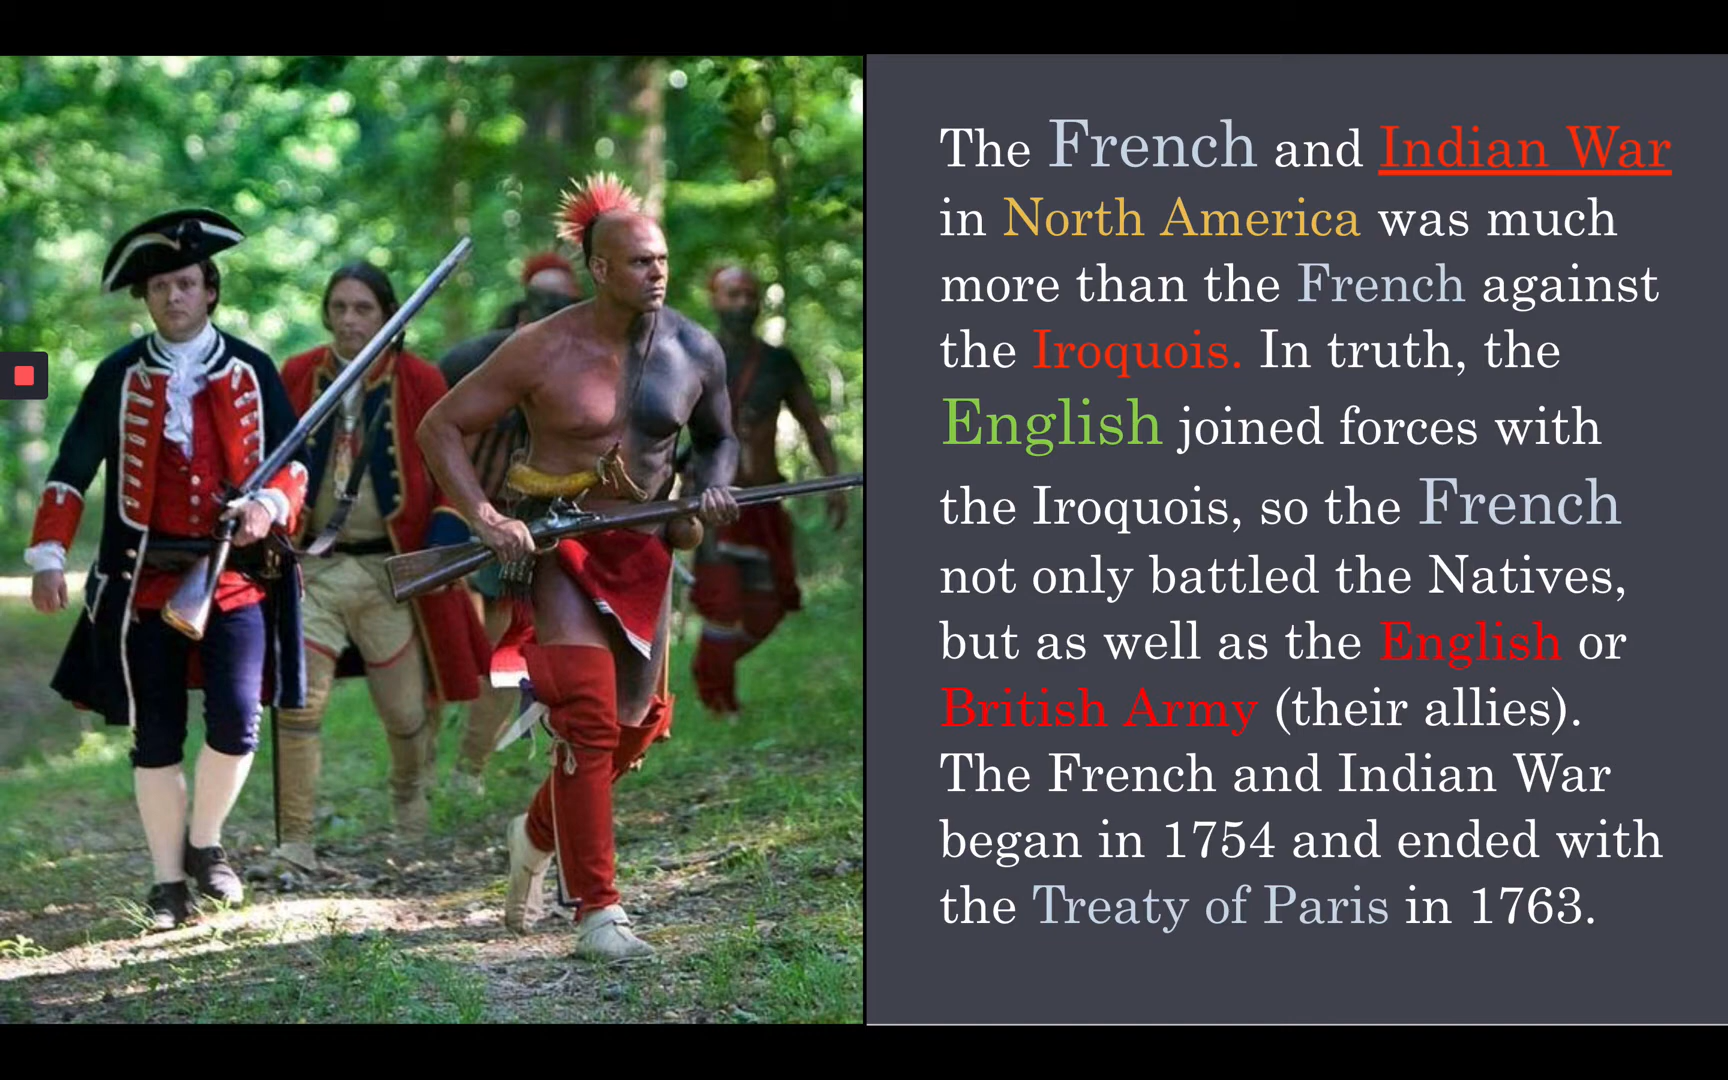 The French and Indian War
in North America was much
more than the French against
the Iroquois. In truth, the
English joined forces with
the Iroquois, so the French
not only battled the Natives,
but as well as the English or
British Army (their allies).
The French and Indian War
began in 1754 and ended with
the Treaty of Paris in 1763.